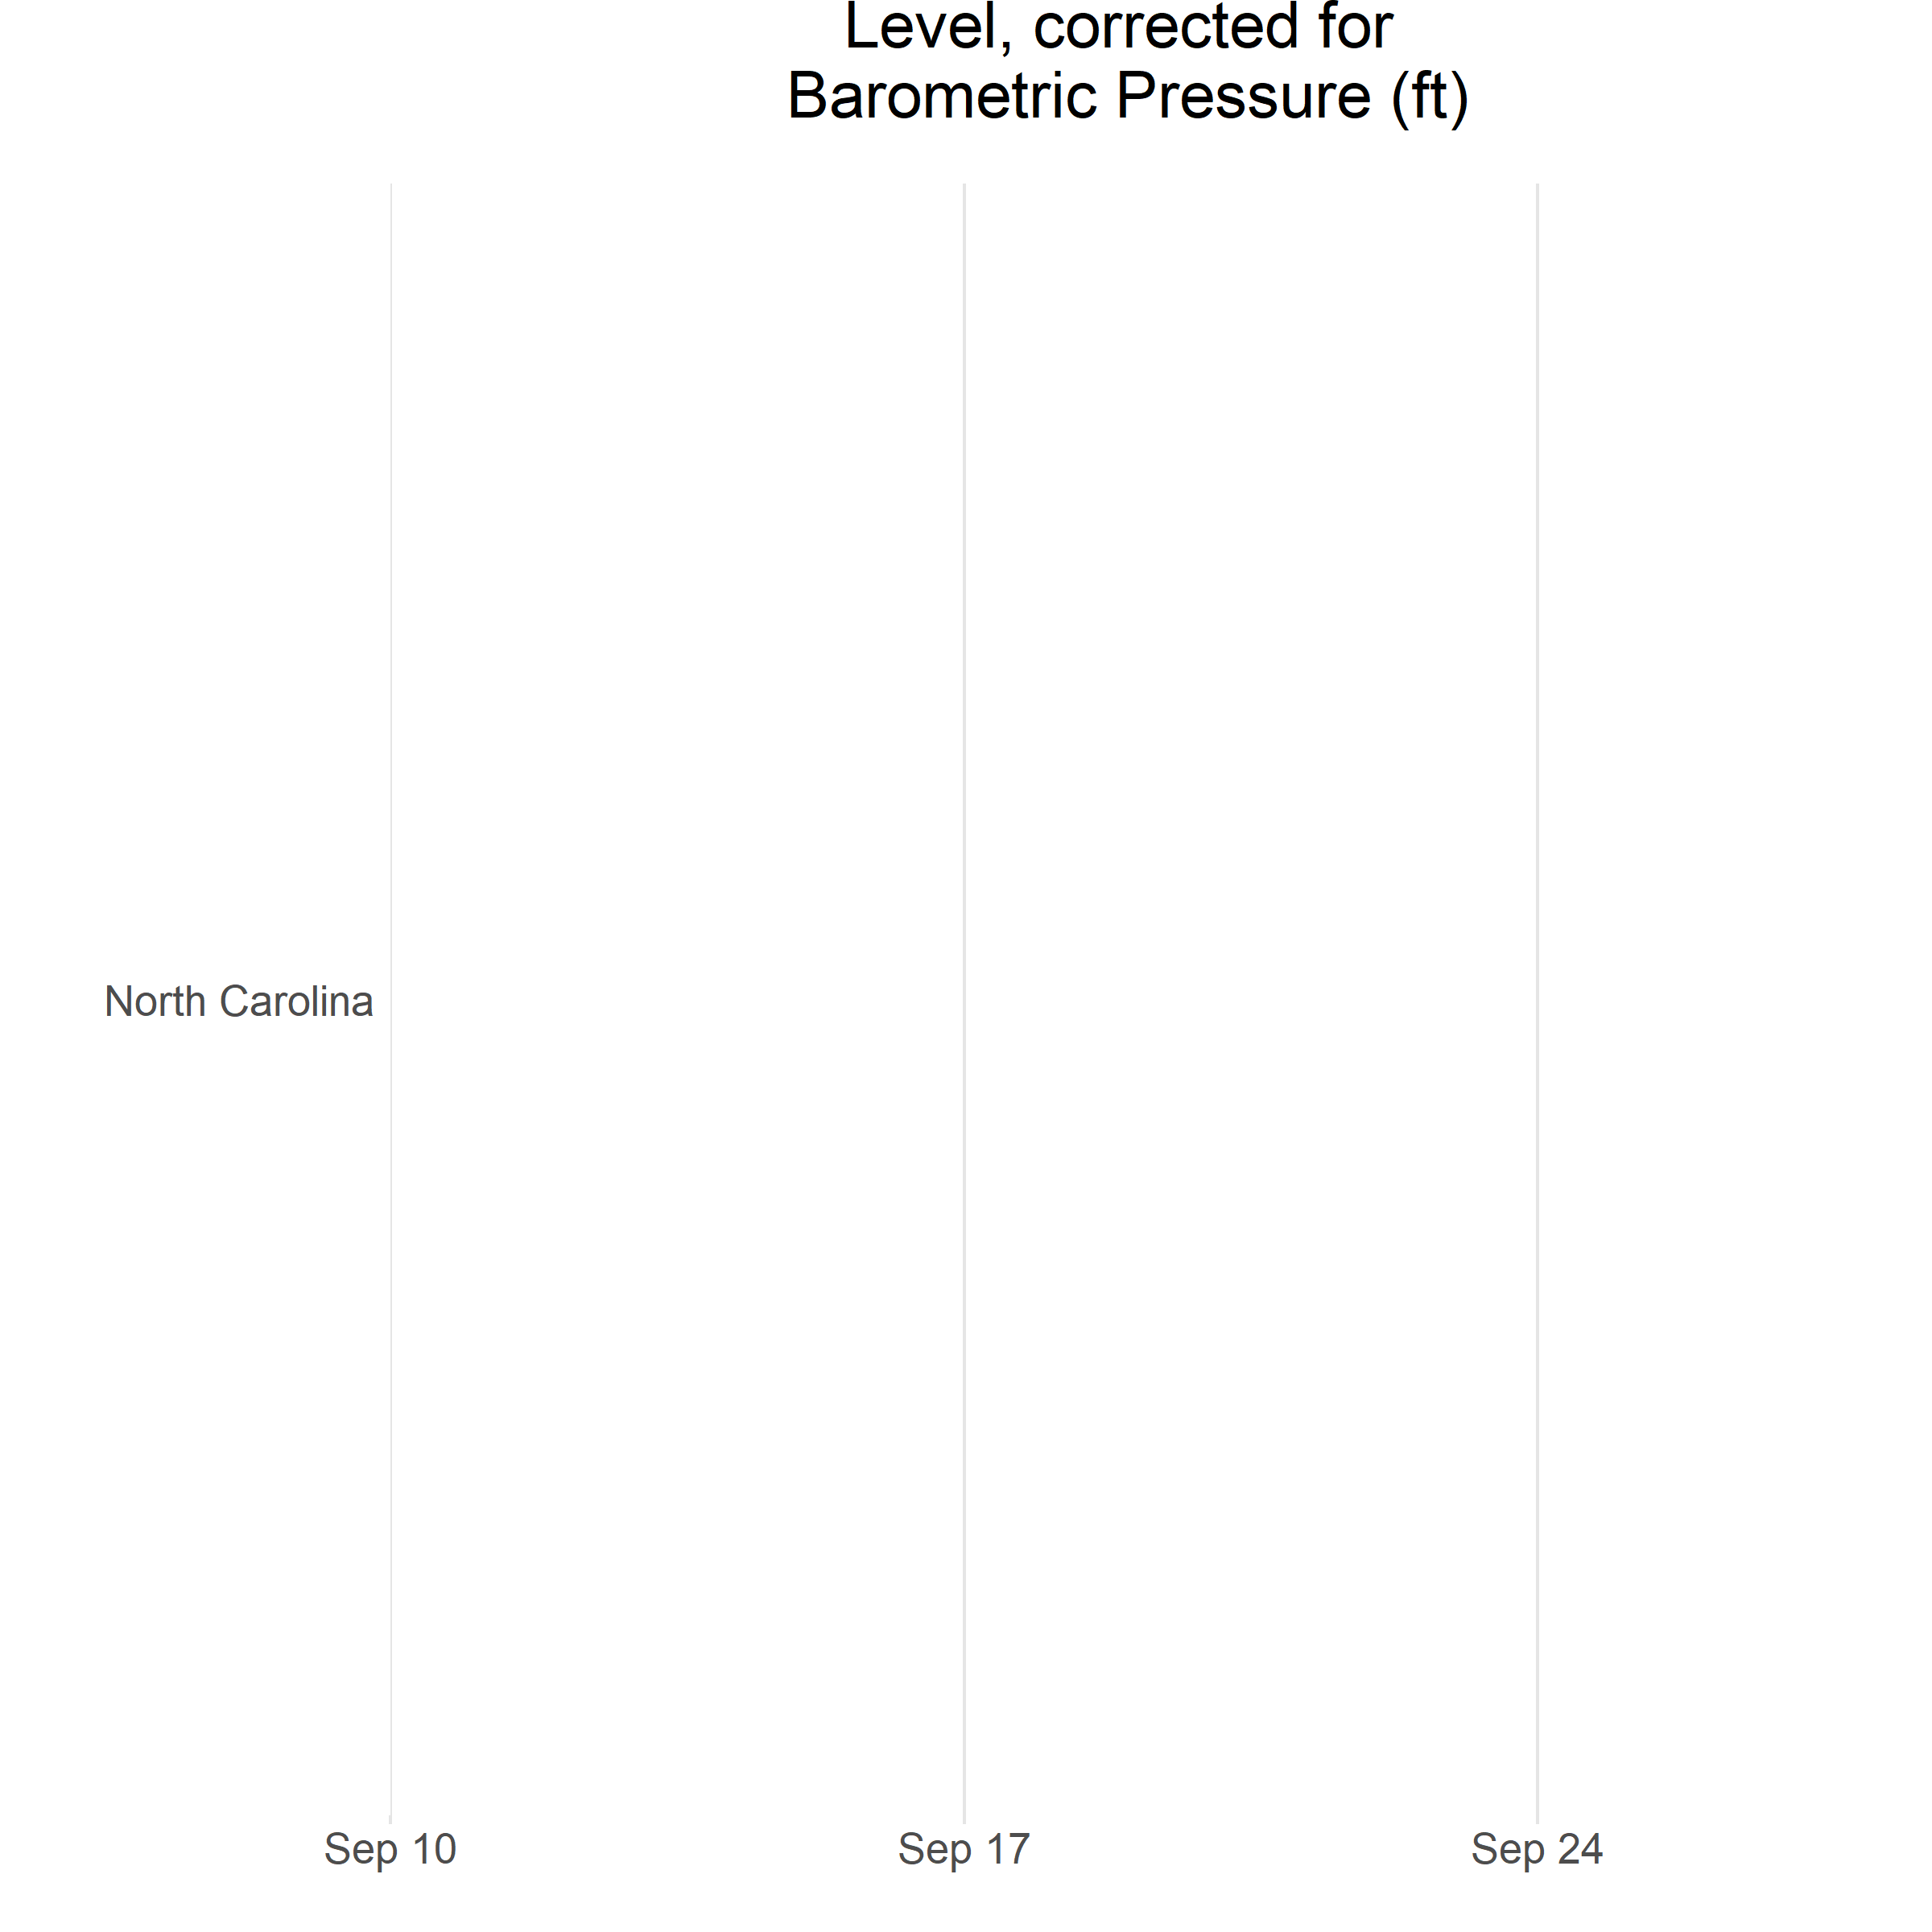 Level, corrected for
Barometric Pressure (ft)
North Carolina
Sep 10
Sep 17
Sep 24